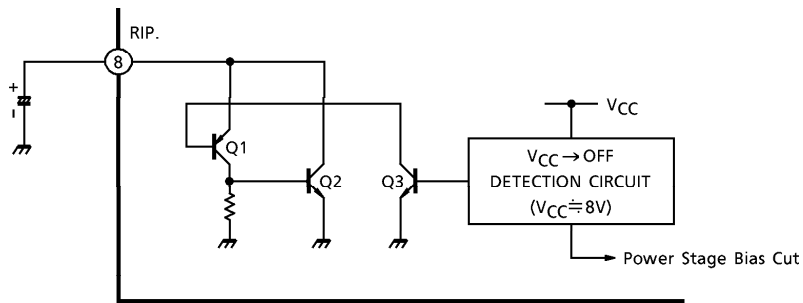 RIP.
8
+
-
Q1
Q2
Q3
VCC
VCC→OFF
DETECTION CIRCUIT
(VCC≒8V)
Power Stage Bias Cut